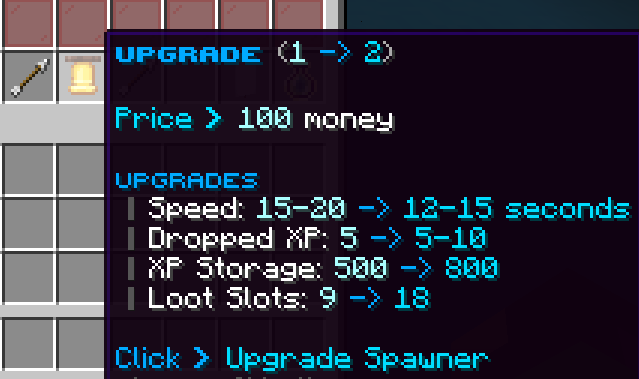 UPGRADE (1 -> 2)
Price > 100 money
UPGRADES
| Speed: 15-20 -> 12-15 seconds
| Dropped XP: 5 -> 5-10
| XP Storage: 500 -> 800
| Loot Slots: 9 -> 18
Click > Upgrade Spawner